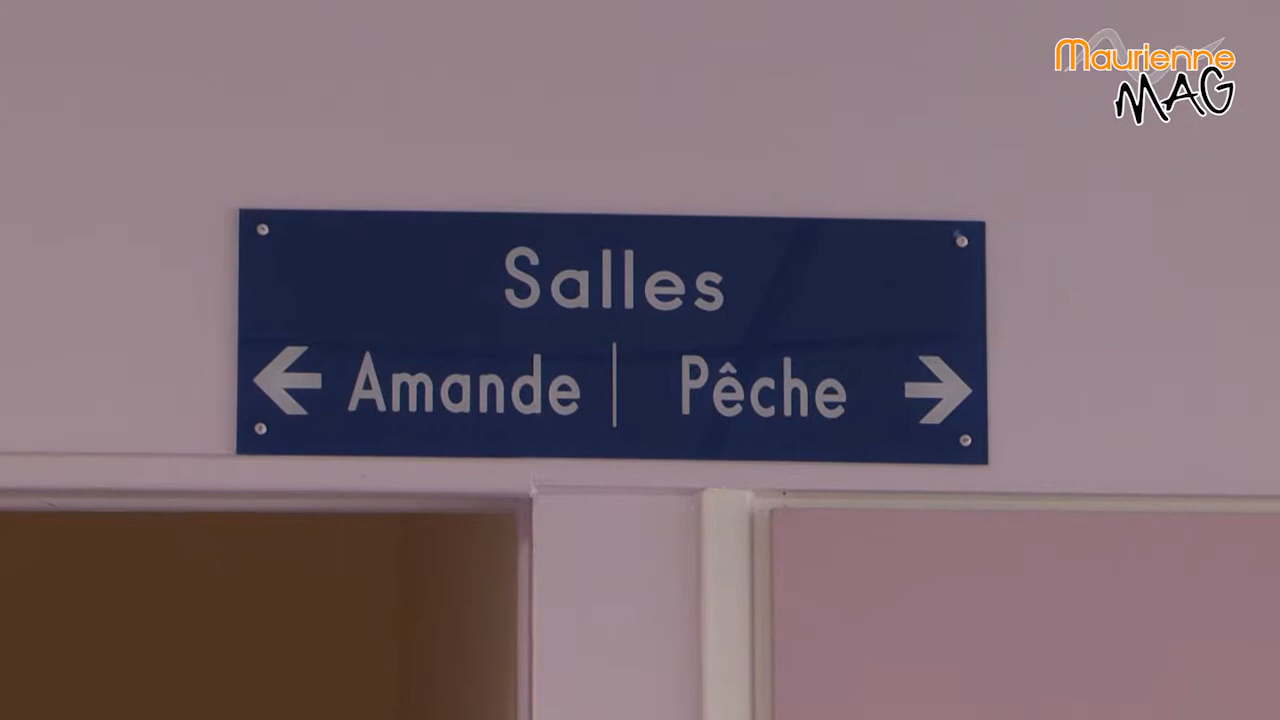 Maurienne
MAG
Salles
← Amande | Pêche →